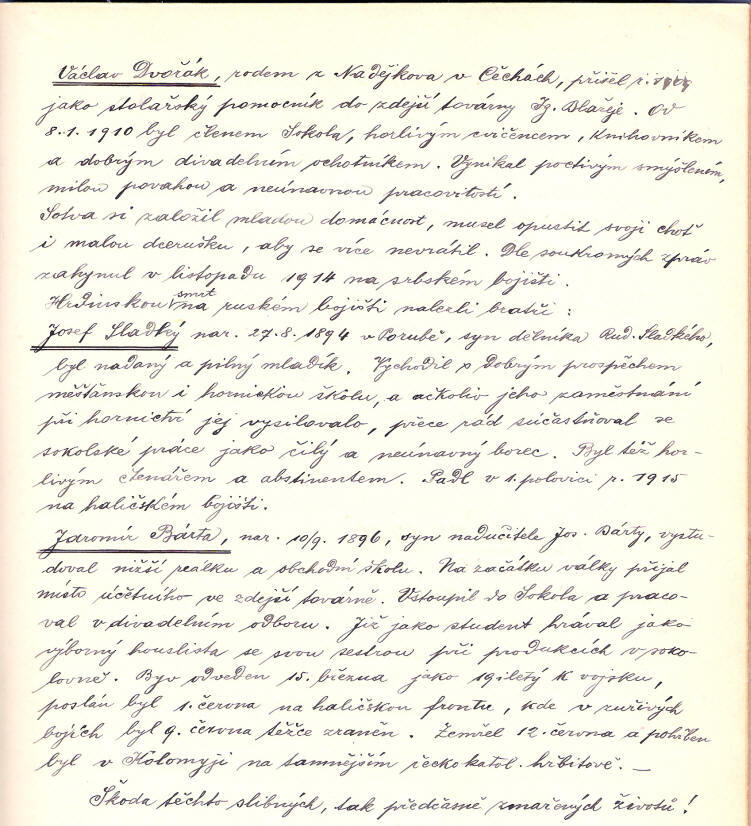 Václav Dvořák, rodem z Nadějkova v Čechách, přišel r. 1909
jako stolařský pomocník do zdejší továrny Ig. Blažeje. Od
8.1.1910 byl členem Sokola, horlivým cvičencem, knihovníkem
a dobrým divadelním ochotníkem. Vynikal poctivým smýšlením,
milou povahou a neúnavnou pracovitostí.
Sotva si založil mladou domácnost, musel opustit svoji choť
i malou dcerušku, aby se více nevrátil. Dle soukromých zpráv
zahynul v listopadu 1914 na srbském bojišti.
Hrdinskou smrt na ruském bojišti nalezli bratři:
Josef Sladký nar. 27.8.1894 v Porubě, syn dělníka Rud. Sladkého,
byl nadaný a pilný mladík. Vychodil s dobrým prospěchem
měšťanskou i hornickou školu, a ačkoliv jeho zaměstnání
při hornictví jej vysilovalo, přece rád súčastňoval se
sokolské práce jako čilý a neúnavný borec. Byl též hor-
livým čtenářem a abstinentem. Padl v 1. polovici r. 1915
na haličském bojišti.
Jaromír Bárta, nar. 10/9. 1896, syn nadučitele Jos. Bárty, vystu-
doval nižší reálku a obchodní školu. Na začátku války přijal
místo účetního ve zdejší továrně. Vstoupil do Sokola a praco-
val v divadelním odboru. Již jako student hrával jako
výborný houslista se svou sestrou při produkcích v soko-
lovně. Byv odveden 15. března jako 19letý k vojsku,
poslán byl 1. června na haličskou frontu, kde v zuřivých
bojích byl 9. června těžce zraněn. Zemřel 12. června a pohřben
byl v Kolomyji na tamnějším řeckokatol. hřbitově. —
Škoda těchto slibných, tak předčasně zmařených životů!